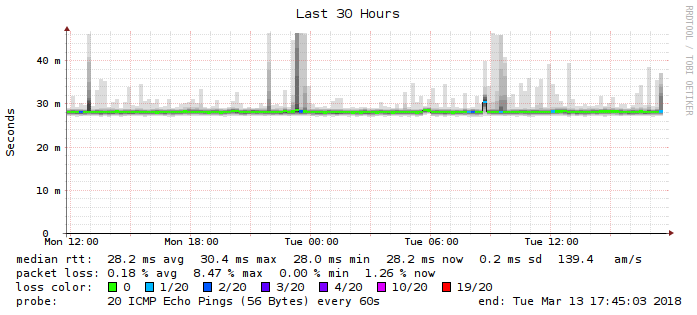 Last 30 Hours
RRDTOOL / TOBI OETIKER
Seconds
40 m
30 m
20 m
10 m
0
Mon 12:00 Mon 18:00 Tue 00:00 Tue 06:00 Tue 12:00
median rtt: 28.2 ms avg 30.4 ms max 28.0 ms min 28.2 ms now 0.2 ms sd 139.4 am/s
packet loss: 0.18 % avg 8.47 % max 0.00 % min 1.26 % now
loss color: 0 1/20 2/20 3/20 4/20 10/20 19/20
probe: 20 ICMP Echo Pings (56 Bytes) every 60s end: Tue Mar 13 17:45:03 2018